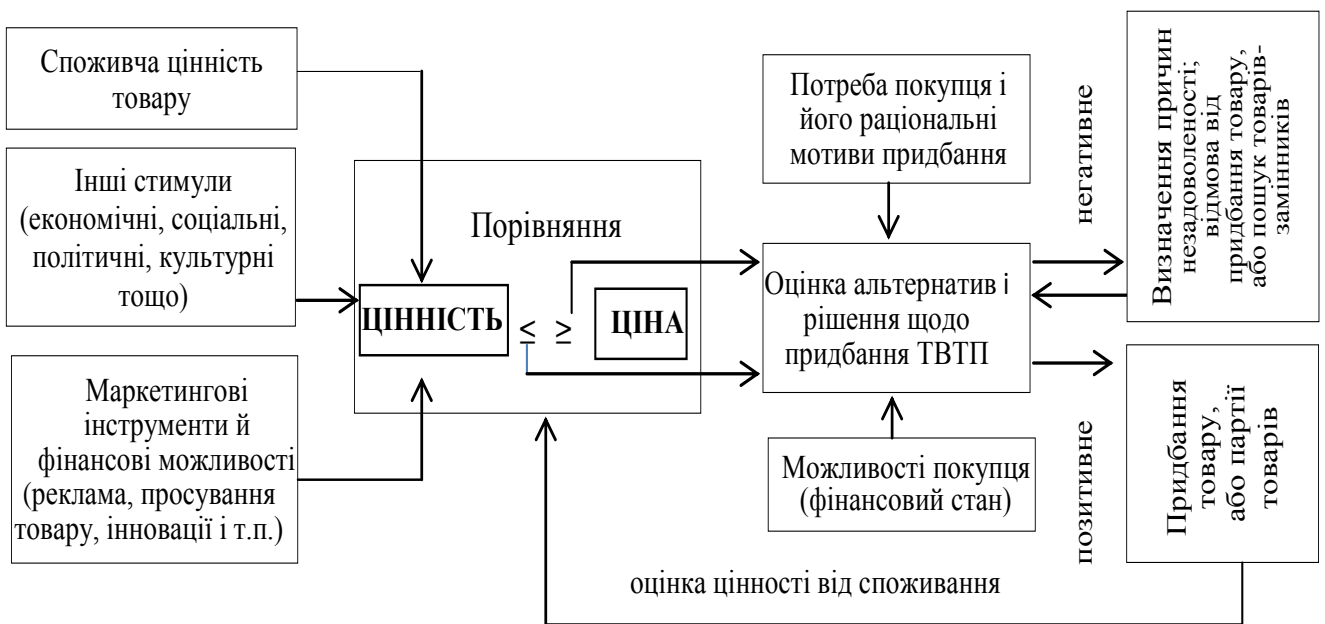 Споживча цінність
товару
Інші стимули
(економічні, соціальні,
політичні, культурні
тощо)
Маркетингові
інструменти й
фінансові можливості
(реклама, просування
товару, інновації і т.п.)
Порівняння
ЦІННІСТЬ
≤ ≥
ЦІНА
Потреба покупця і
його раціональні
мотиви придбання
Оцінка альтернатив і
рішення щодо
придбання ТВТП
Можливості покупця
(фінансовий стан)
негативне
позитивне
Визначення причин
незадоволеності;
відмова від
придбання товару,
або пошук товарів-
замінників
Придбання
товару,
або партії
товарів
оцінка цінності від споживання